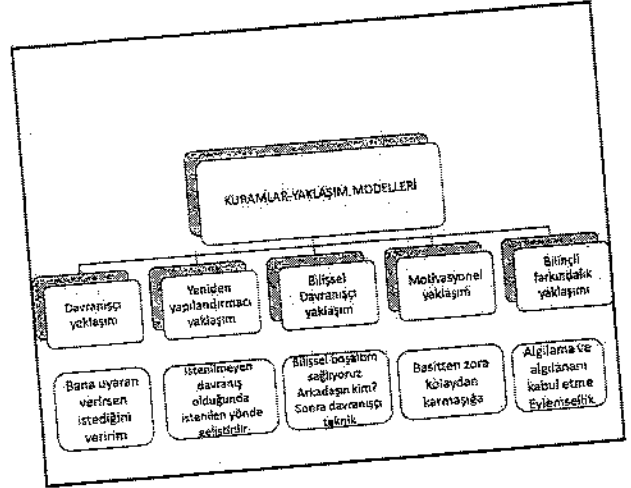 KURAMLAR-YAKLAŞIM MODELLERİ
Davranışçı
yaklaşım
Yeniden
yapılandırmacı
yaklaşım
Bilişsel
Davranışçı
yaklaşım
Motivasyonel
yaklaşım
Bilinçli
farkındalık
yaklaşımı
Bana uyaran
verirsen
istediğini
veririm
İstenilmeyen
davranış
olduğunda
istenilen yönde
geliştirilir.
Bilişsel boşalım
sağlıyoruz
Arkadaşın kim?
Sonra davranışçı
teknik
Basitten zora
kolaydan
karmaşığa
Algılama ve
algılananı
kabul etme
Eylemsellik